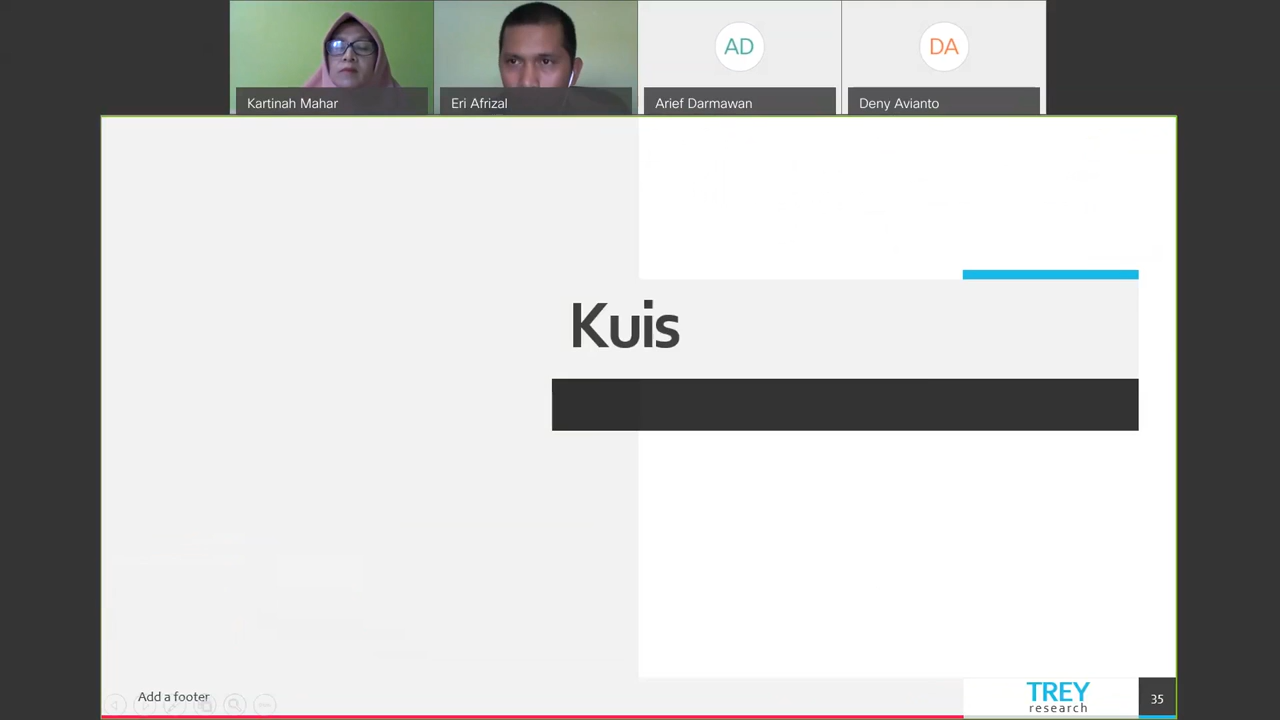 AD
DA
Kartinah Mahar
Eri Afrizal
Arief Darmawan
Deny Avianto
Kuis
Add a footer
TREY
research
35